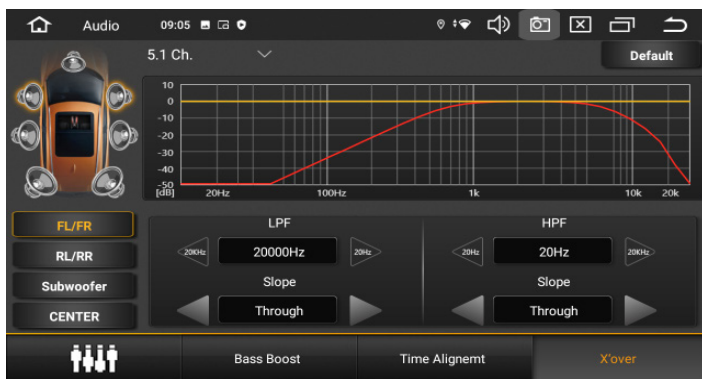 Audio 09:05
5.1 Ch. Default
10
0
-10
-20
-30
-40
-50
[dB] 20Hz 100Hz 1k 10k 20k
FL/FR
RL/RR
Subwoofer
CENTER
LPF HPF
20KHz 20000Hz 20Hz 20Hz 20Hz 20KHz
Slope Slope
Through Through
Bass Boost Time Alignemt X'over